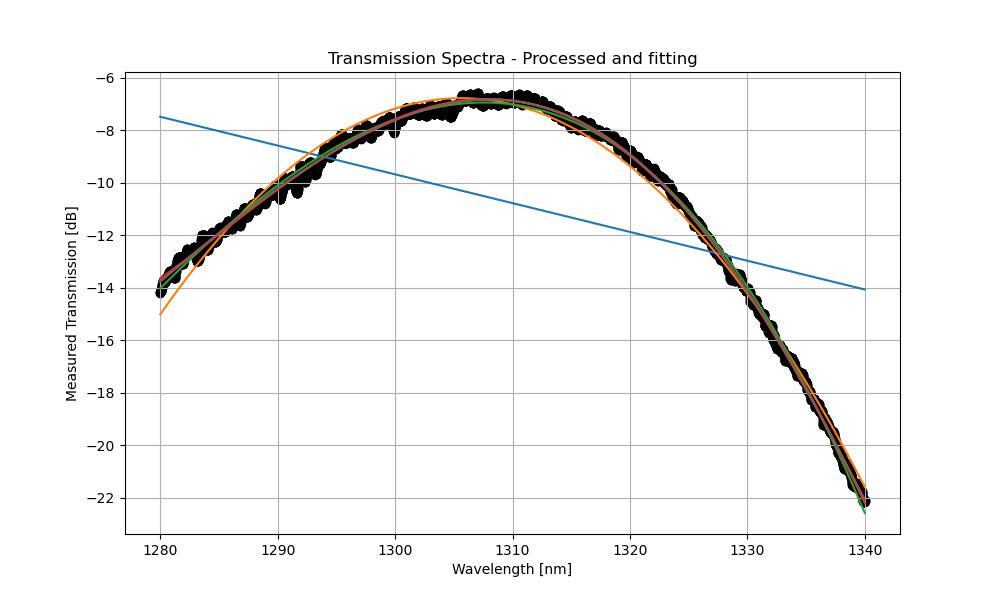 Transmission Spectra - Processed and fitting
Measured Transmission [dB]
−6
−8
−10
−12
−14
−16
−18
−20
−22
1280 1290 1300 1310 1320 1330 1340
Wavelength [nm]